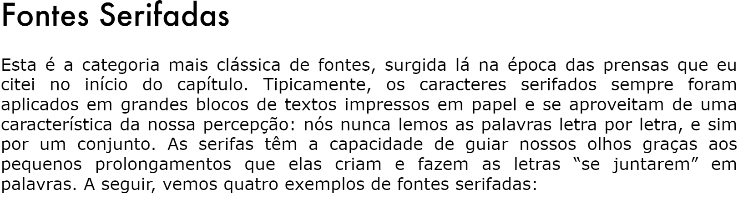 Fontes Serifadas
Esta é a categoria mais clássica de fontes, surgida lá na época das prensas que eu
citei no início do capítulo. Tipicamente, os caracteres serifados sempre foram
aplicados em grandes blocos de textos impressos em papel e se aproveitam de uma
característica da nossa percepção: nós nunca lemos as palavras letra por letra, e sim
por um conjunto. As serifas têm a capacidade de guiar nossos olhos graças aos
pequenos prolongamentos que elas criam e fazem as letras “se juntarem” em
palavras. A seguir, vemos quatro exemplos de fontes serifadas: